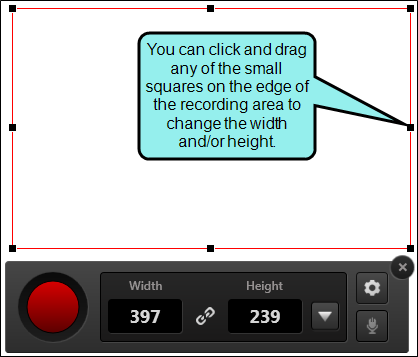 You can click and drag
any of the small
squares on the edge of
the recording area to
change the width
and/or height.
Width
Height
397
239